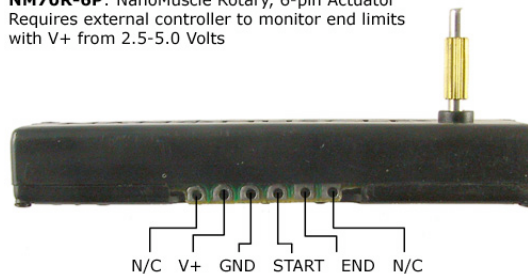 NM70R-6P: NanoMuscle Rotary, 6-pin Actuator
Requires external controller to monitor end limits
with V+ from 2.5-5.0 Volts
N/C V+ GND START END N/C